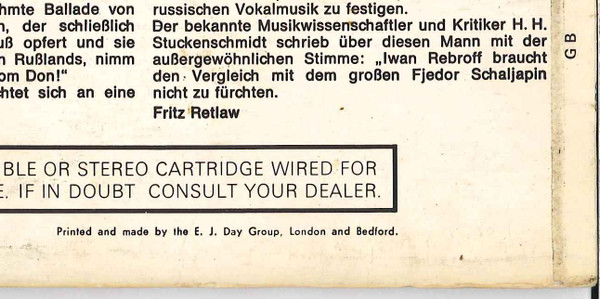 hmte Ballade von
n, der schließlich
uß opfert und sie
n Rußlands, nimm
om Don!"
htet sich an eine
russischen Vokalmusik zu festigen.
Der bekannte Musikwissenschaftler und Kritiker H. H.
Stuckenschmidt schrieb über diesen Mann mit der
außergewöhnlichen Stimme: „Iwan Rebroff braucht
den Vergleich mit dem großen Fjedor Schaljapin
nicht zu fürchten.
Fritz Retlaw
BLE OR STEREO CARTRIDGE WIRED FOR
E. IF IN DOUBT CONSULT YOUR DEALER.
Printed and made by the E. J. Day Group, London and Bedford.
GB